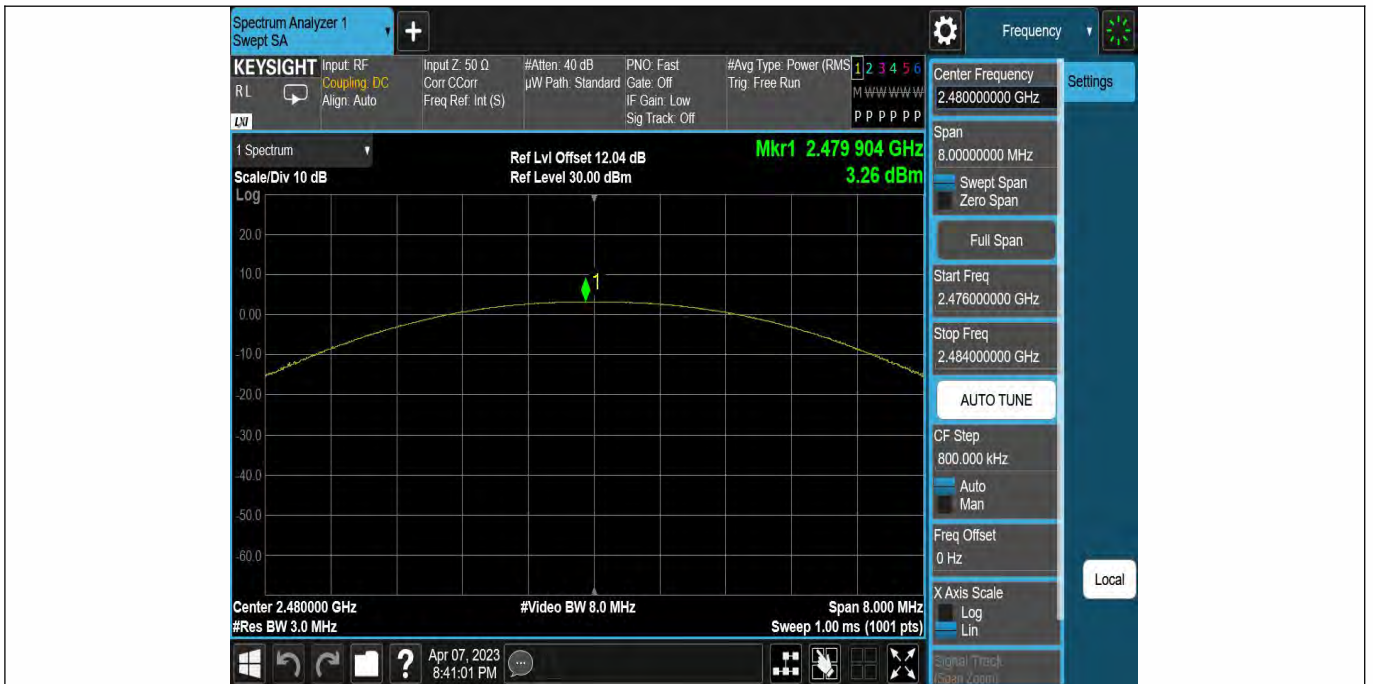 Spectrum Analyzer 1
Swept SA
+
Frequency
KEYSIGHT
RL
LXI
Input: RF
Coupling: DC
Align: Auto
Input Z: 50 Ω
Corr CCorr
Freq Ref: Int (S)
#Atten: 40 dB
µW Path: Standard
PNO: Fast
Gate: Off
IF Gain: Low
Sig Track: Off
#Avg Type: Power (RMS
Trig: Free Run
1 2 3 4 5 6
M W W W W W
P P P P P P
1 Spectrum
Scale/Div 10 dB
Ref Lvl Offset 12.04 dB
Ref Level 30.00 dBm
Mkr1 2.479 904 GHz
3.26 dBm
Log
20.0
10.0
0.00
-10.0
-20.0
-30.0
-40.0
-50.0
-60.0
1
Center 2.480000 GHz
#Res BW 3.0 MHz
#Video BW 8.0 MHz
Span 8.000 MHz
Sweep 1.00 ms (1001 pts)
Apr 07, 2023
8:41:01 PM
?
Center Frequency
2.480000000 GHz
Settings
Span
8.00000000 MHz
Swept Span
Zero Span
Full Span
Start Freq
2.476000000 GHz
Stop Freq
2.484000000 GHz
AUTO TUNE
CF Step
800.000 kHz
Auto
Man
Freq Offset
0 Hz
X Axis Scale
Log
Lin
Local
Signal Track
(Span Zoom)